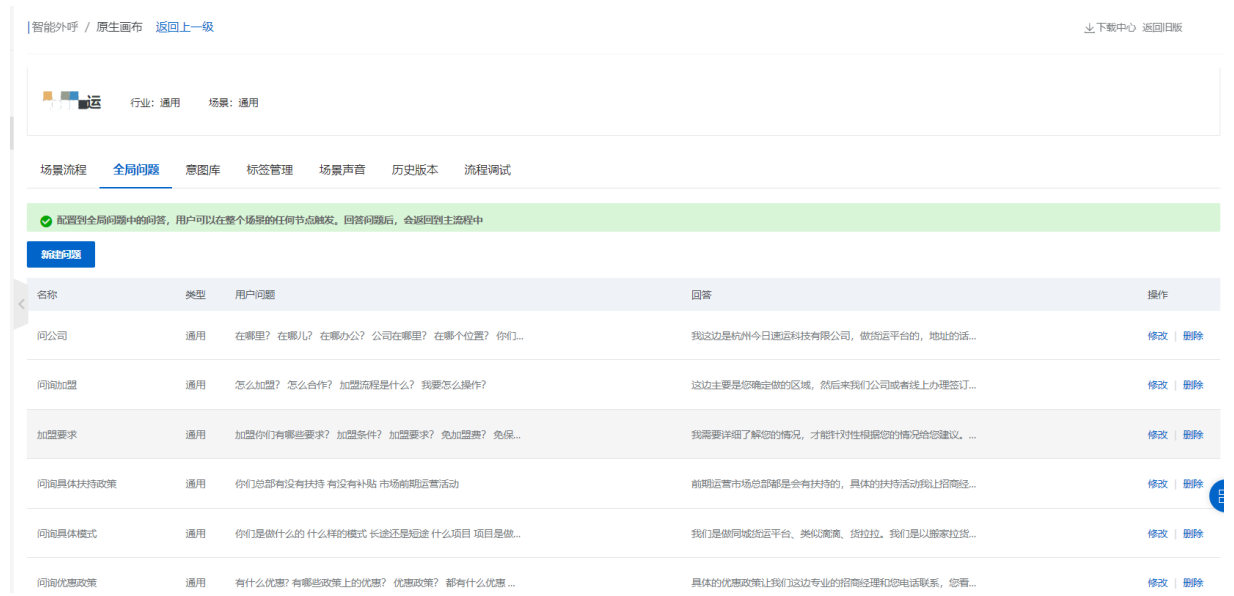 智能外呼 / 原生画布 返回上一级 下载中心 返回旧版
运 行业：通用 场景：通用
场景流程 全局问题 意图库 标签管理 场景声音 历史版本 流程调试
配置到全局问题中的问答，用户可以在整个场景的任何节点触发。回答问题后，会返回到主流程中
新建问题
名称 类型 用户问题 回答 操作
问公司 通用 在哪里？ 在哪儿？ 在哪办公？ 公司在哪里？ 在哪个位置？ 你们... 我这边是杭州今日速运科技有限公司，做货运平台的，地址的话... 修改 | 删除
问询加盟 通用 怎么加盟？ 怎么合作？ 加盟流程是什么？ 我要怎么操作？ 这边主要是您确定做的区域，然后来我们公司或者线上办理签订... 修改 | 删除
加盟要求 通用 加盟你们有哪些要求？ 加盟条件？ 加盟要求？ 免加盟费？ 免保... 我需要详细了解您的情况，才能针对性根据您的情况给您建议。... 修改 | 删除
问询具体扶持政策 通用 你们总部有没有扶持 有没有补贴 市场前期运营活动 前期运营市场总部都是会有扶持的，具体的扶持活动我让招商经... 修改 | 删除
问询具体模式 通用 你们是做什么的 什么样的模式 长途还是短途 什么项目 项目是做... 我们是做同城货运平台、类似滴滴、货拉拉。我们是以搬家拉货... 修改 | 删除
问询优惠政策 通用 有什么优惠? 有哪些政策上的优惠？ 优惠政策？ 都有什么优惠 ... 具体的优惠政策让我们这边专业的招商经理和您电话联系，您看... 修改 | 删除